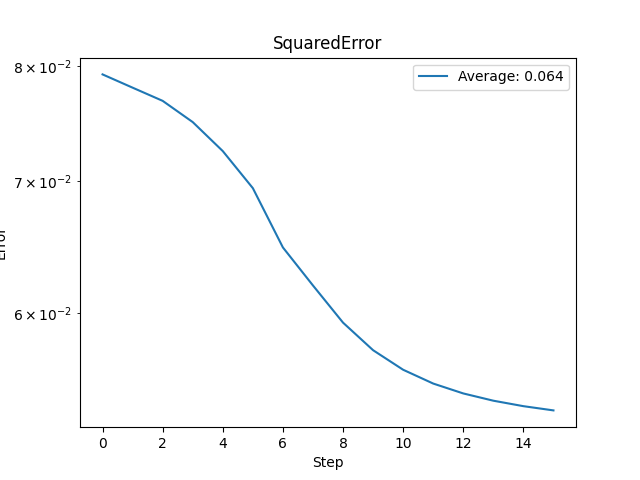 SquaredError
Average: 0.064
8 × 10⁻²
7 × 10⁻²
6 × 10⁻²
Error
0 2 4 6 8 10 12 14
Step